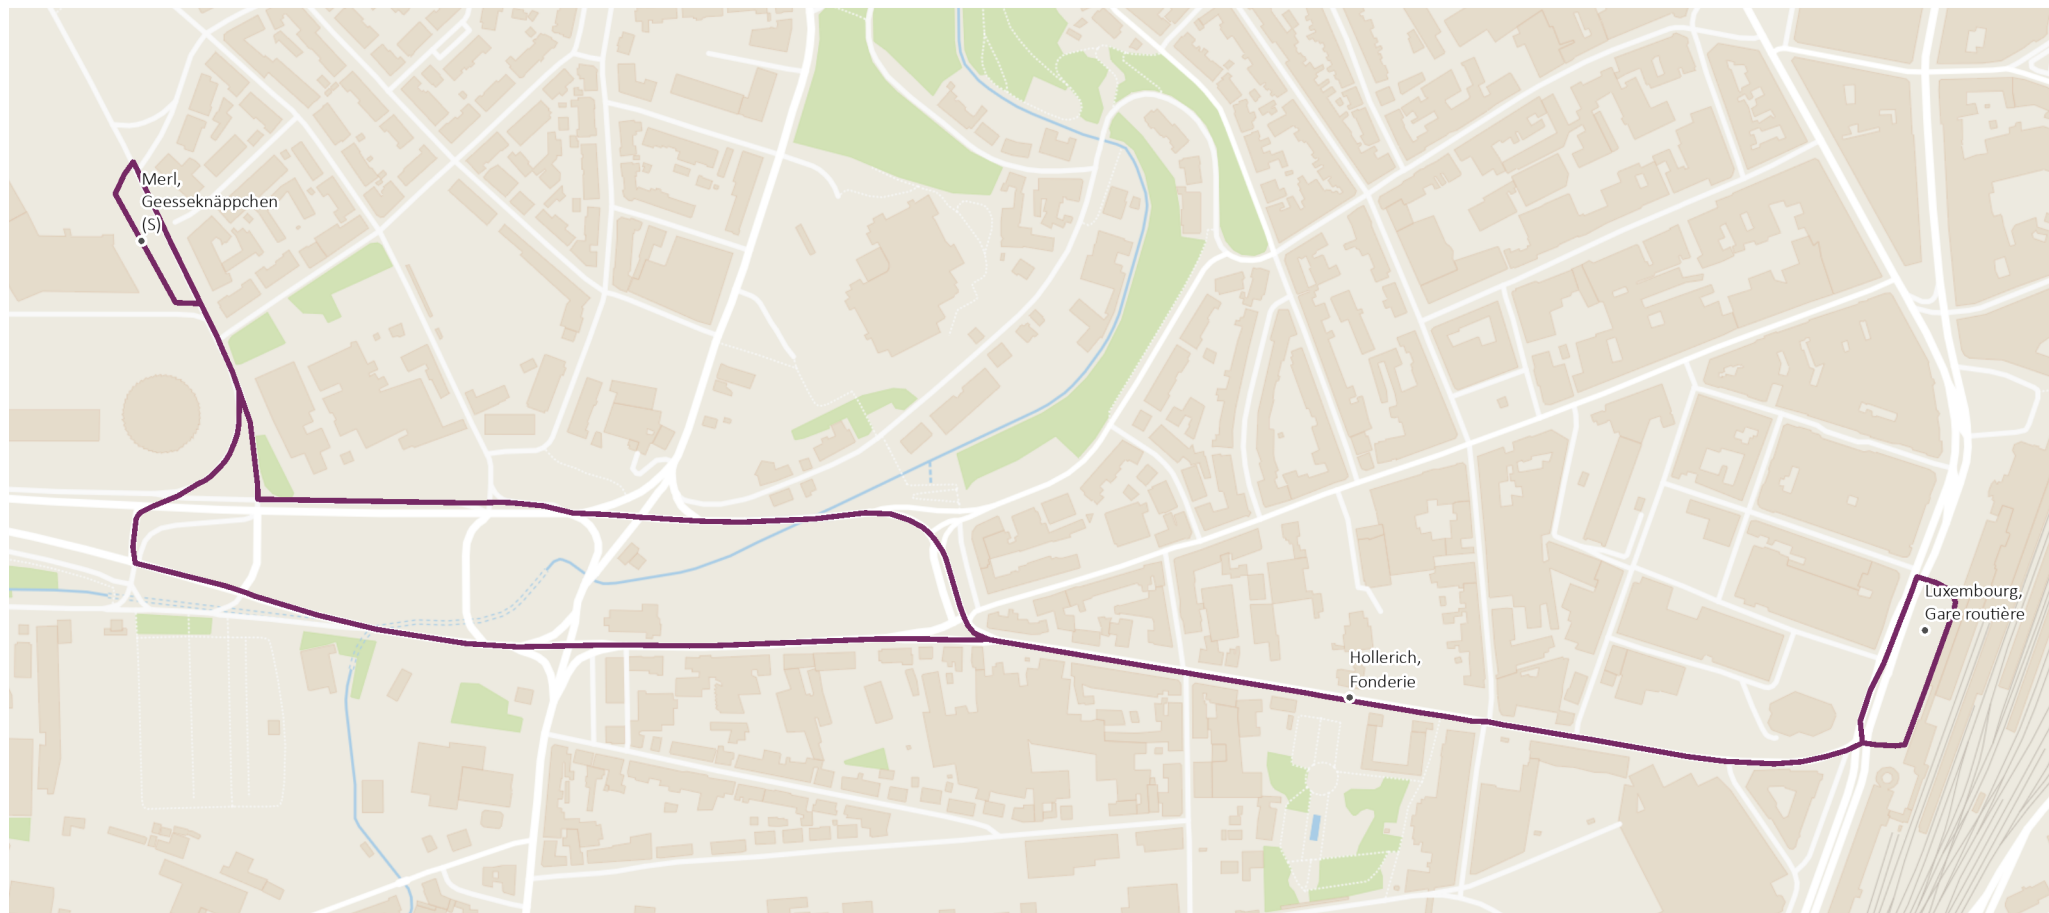 Merl,
Geesseknäppchen
(S)
Luxembourg,
Gare routière
Hollerich,
Fonderie